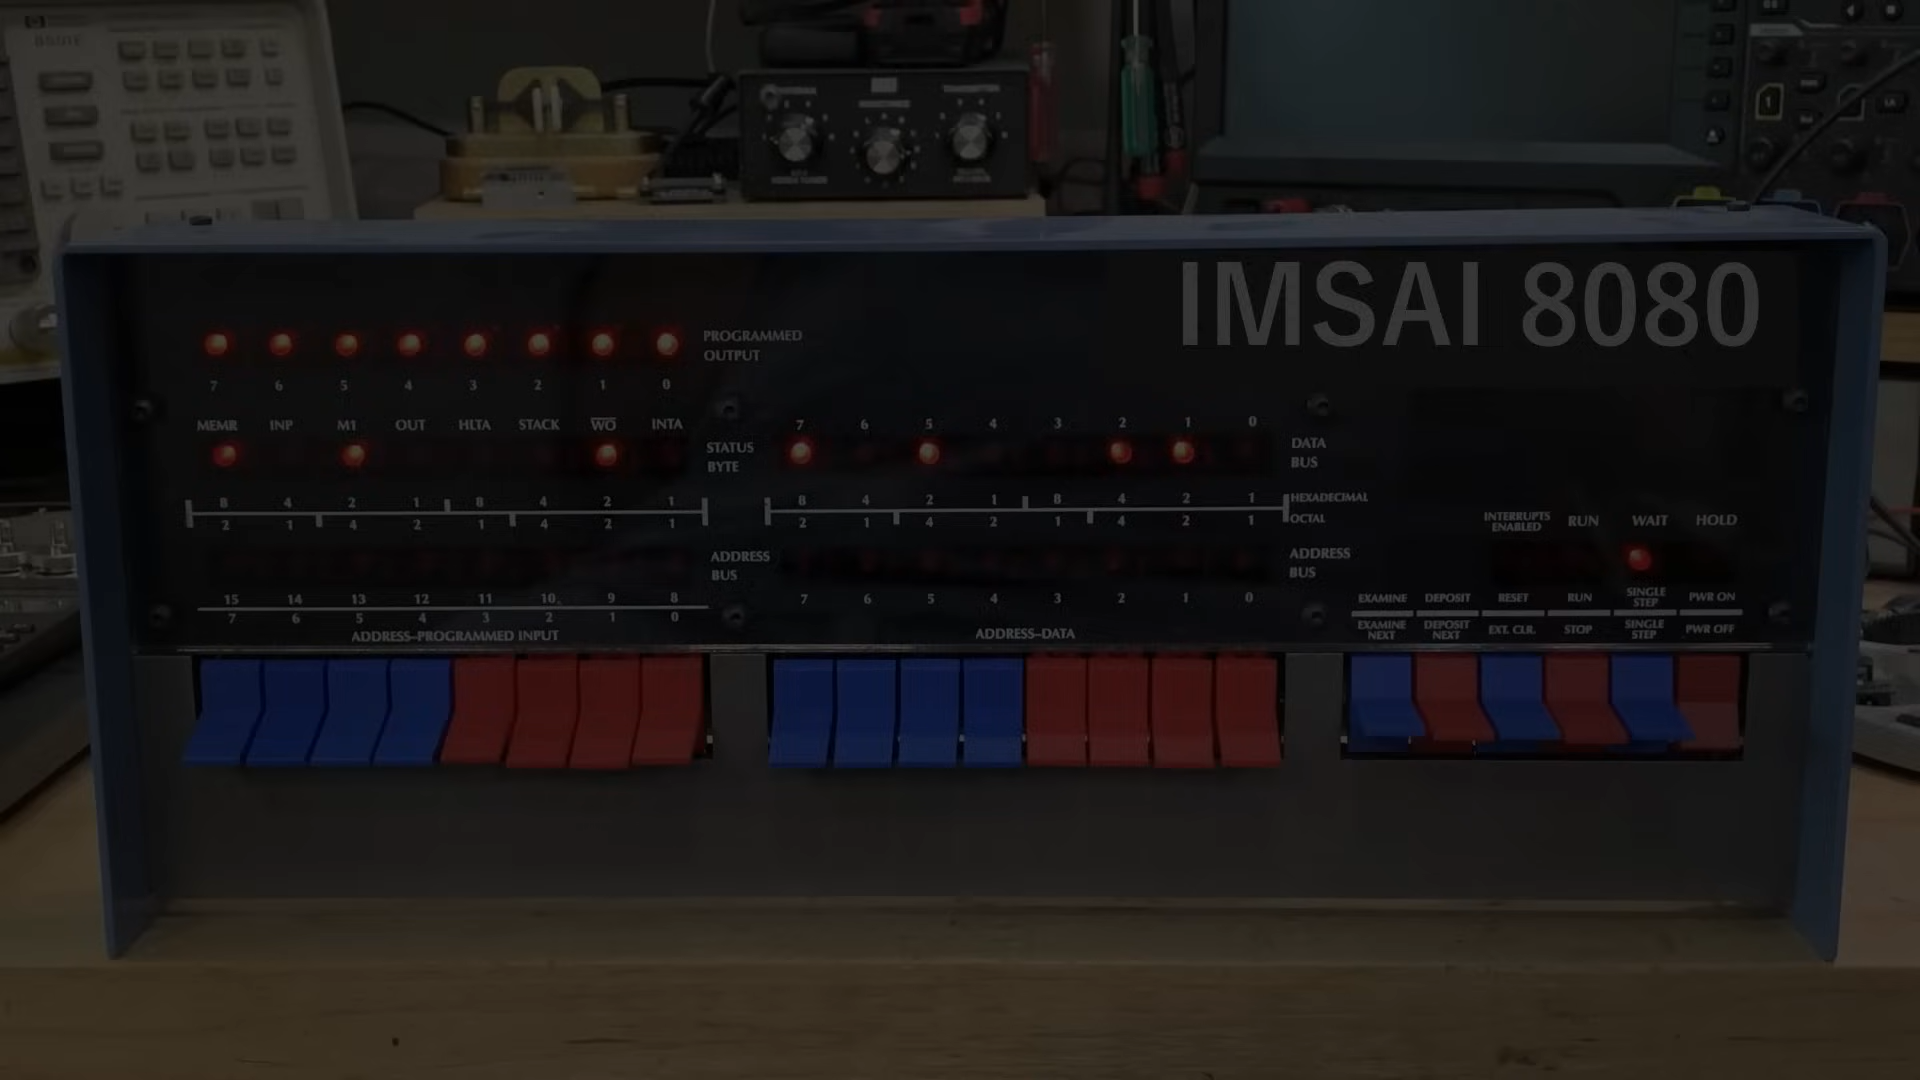 85OUTE
IMSAI 8080
PROGRAMMED
OUTPUT
7 6 5 4 3 2 1 0
MEMR INP M1 OUT HLTA STACK WO INTA
7 6 5 4 3 2 1 0
STATUS
BYTE
DATA
BUS
8 4 2 1 8 4 2 1
8 4 2 1 8 4 2 1
HEXADECIMAL
2 1 4 2 1 4 2 1
2 1 4 2 1 4 2 1
OCTAL
INTERRUPTS
ENABLED
RUN WAIT HOLD
ADDRESS
BUS
ADDRESS
BUS
15 14 13 12 11 10 9 8
7 6 5 4 3 2 1 0
7 6 5 4 3 2 1 0
ADDRESS–PROGRAMMED INPUT
ADDRESS–DATA
EXAMINE DEPOSIT RESET RUN SINGLE STEP PWR ON
EXAMINE NEXT DEPOSIT NEXT EXT. CLR. STOP SINGLE STEP PWR OFF